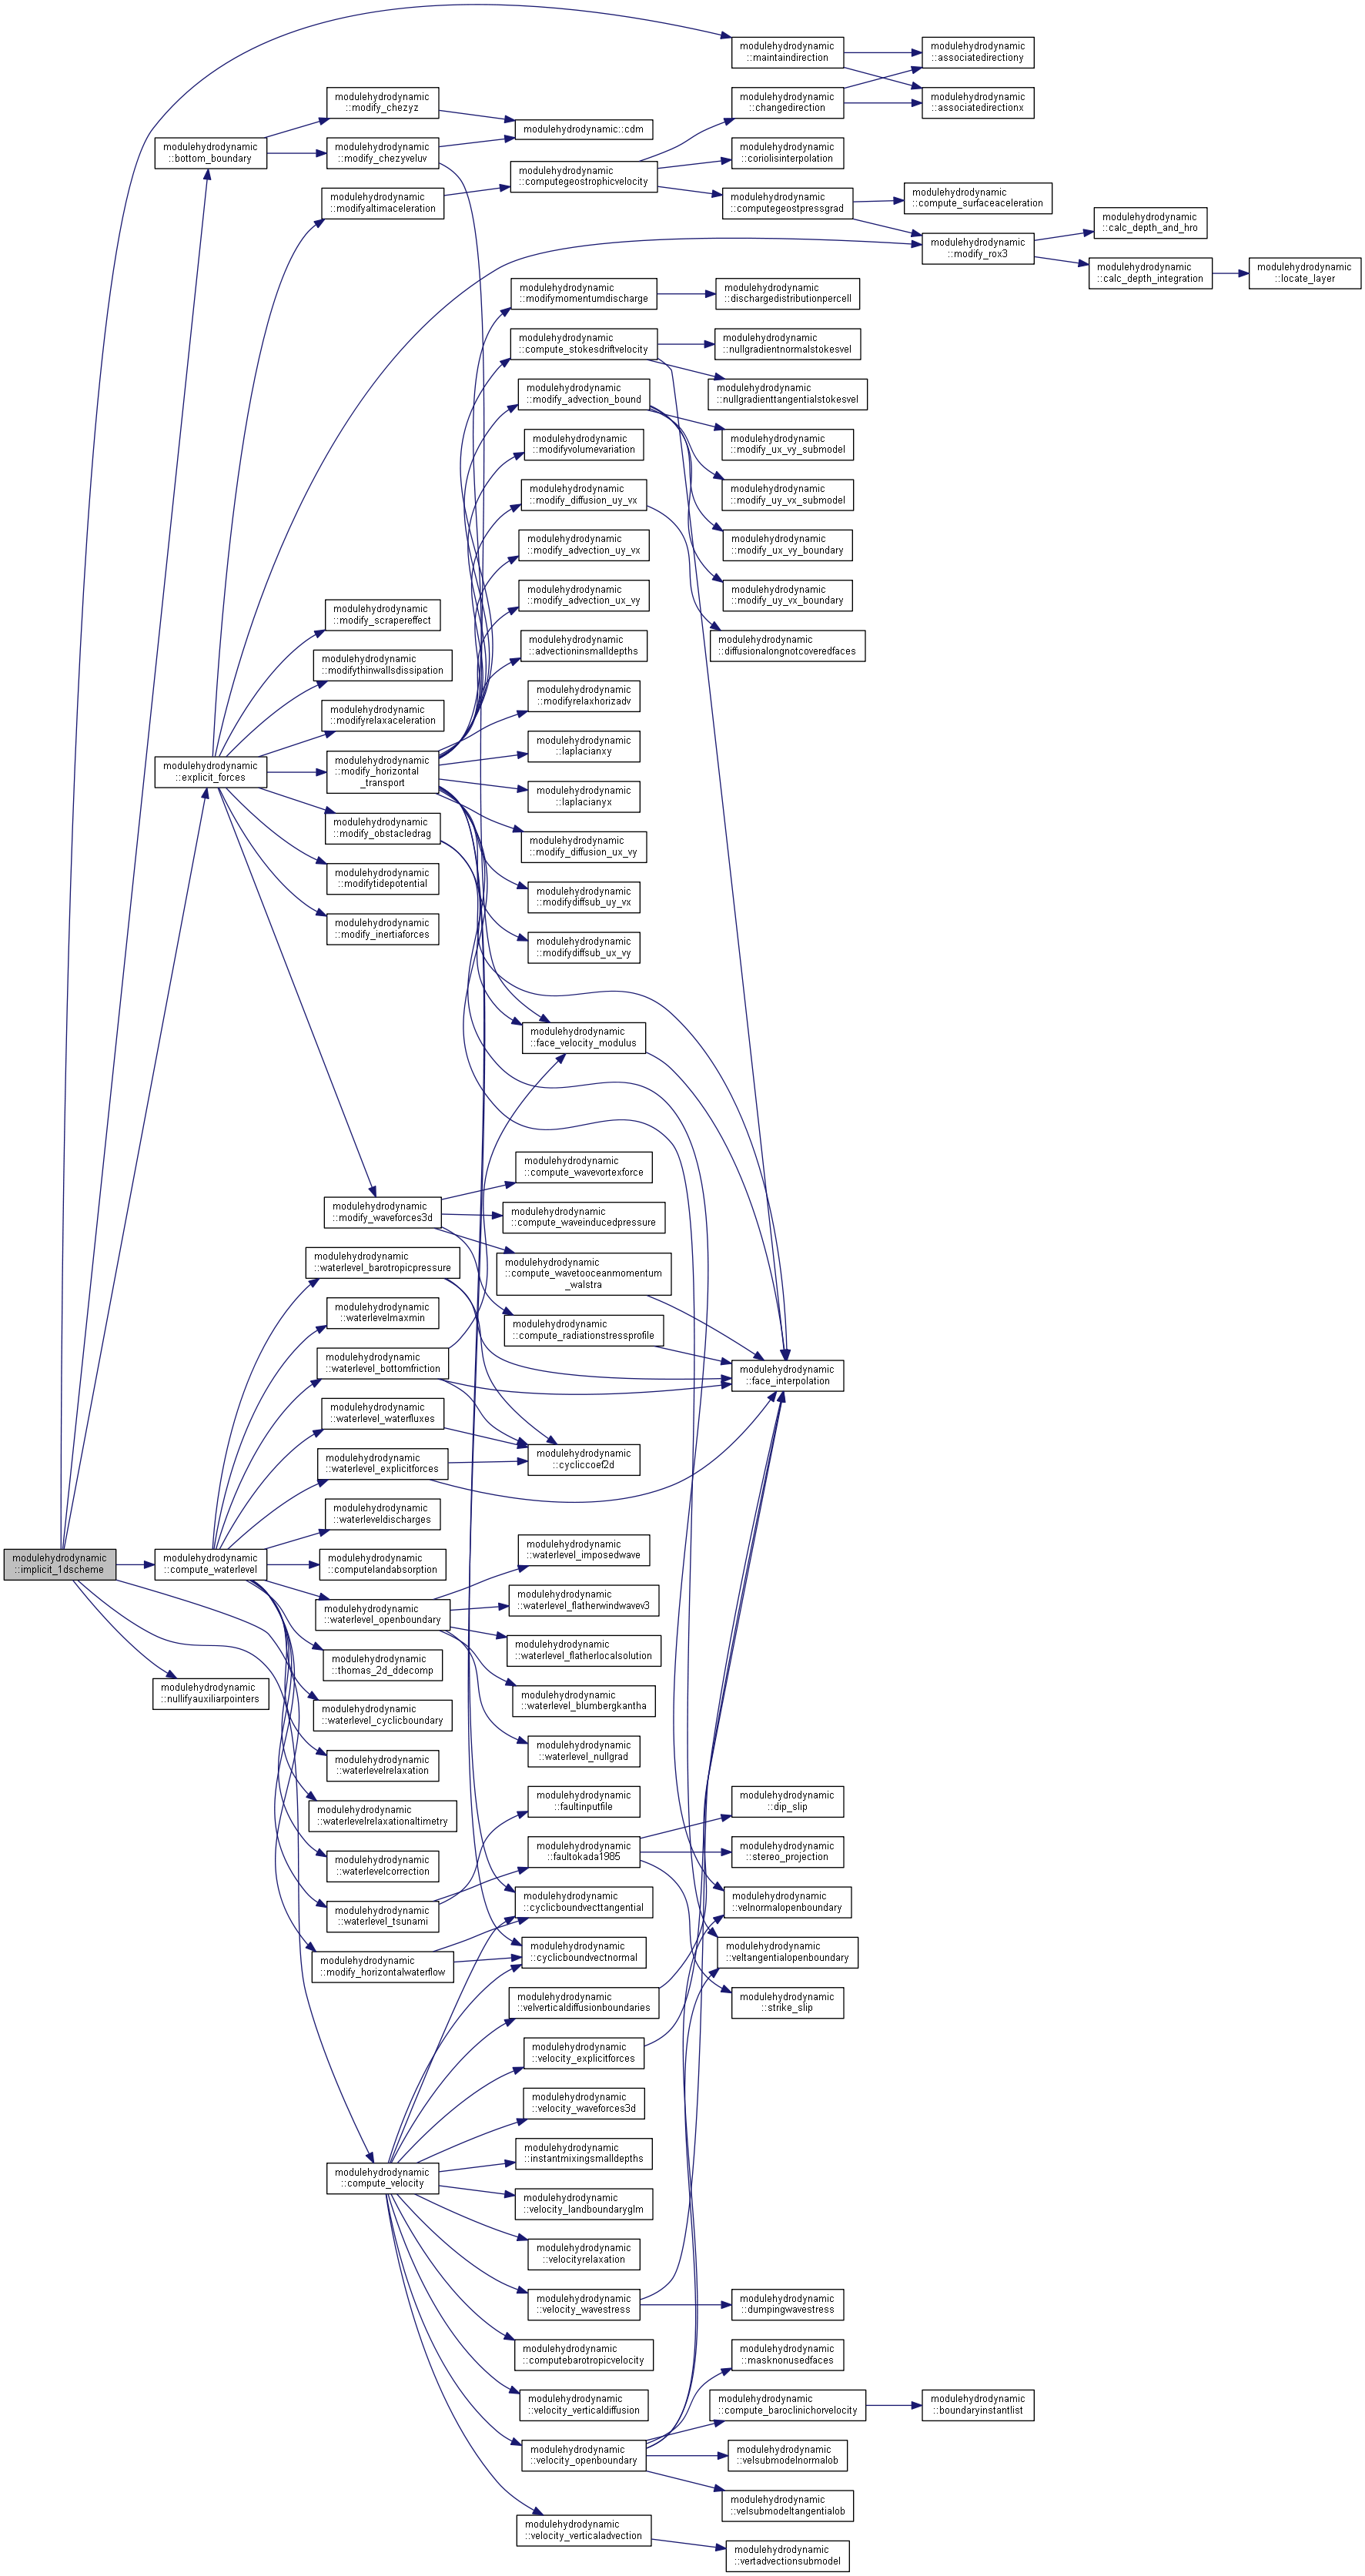 modulehydrodynamic
::maintaindirection
modulehydrodynamic
::associatedirectiony
modulehydrodynamic
::modify_chezyz
modulehydrodynamic
::changedirection
modulehydrodynamic
::associatedirectionx
modulehydrodynamic::cdm
modulehydrodynamic
::bottom_boundary
modulehydrodynamic
::modify_chezyveluv
modulehydrodynamic
::coriolisinterpolation
modulehydrodynamic
::computegeostrophicvelocity
modulehydrodynamic
::modifyaltimaceleration
modulehydrodynamic
::computegeostpressgrad
modulehydrodynamic
::compute_surfaceaceleration
modulehydrodynamic
::calc_depth_and_hro
modulehydrodynamic
::modify_rox3
modulehydrodynamic
::calc_depth_integration
modulehydrodynamic
::locate_layer
modulehydrodynamic
::modifymomentumdischarge
modulehydrodynamic
::dischargedistributionpercell
modulehydrodynamic
::compute_stokesdriftvelocity
modulehydrodynamic
::nullgradientnormalstokesvel
modulehydrodynamic
::modify_advection_bound
modulehydrodynamic
::nullgradienttangentialstokesvel
modulehydrodynamic
::modifyvolumevariation
modulehydrodynamic
::modify_ux_vy_submodel
modulehydrodynamic
::modify_diffusion_uy_vx
modulehydrodynamic
::modify_uy_vx_submodel
modulehydrodynamic
::modify_advection_uy_vx
modulehydrodynamic
::modify_ux_vy_boundary
modulehydrodynamic
::modify_advection_ux_vy
modulehydrodynamic
::modify_uy_vx_boundary
modulehydrodynamic
::modify_scrapereffect
modulehydrodynamic
::advectioninsmalldepths
modulehydrodynamic
::diffusionalongnotcoveredfaces
modulehydrodynamic
::modifythinwallsdissipation
modulehydrodynamic
::modifyrelaxhorizadv
modulehydrodynamic
::modifyrelaxaceleration
modulehydrodynamic
::laplacianxy
modulehydrodynamic
::explicit_forces
modulehydrodynamic
::modify_horizontal
_transport
modulehydrodynamic
::laplacianyx
modulehydrodynamic
::modify_obstacledrag
modulehydrodynamic
::modify_diffusion_ux_vy
modulehydrodynamic
::modifytidepotential
modulehydrodynamic
::modifydiffsub_uy_vx
modulehydrodynamic
::modify_inertiaforces
modulehydrodynamic
::modifydiffsub_ux_vy
modulehydrodynamic
::face_velocity_modulus
modulehydrodynamic
::compute_wavevortexforce
modulehydrodynamic
::modify_waveforces3d
modulehydrodynamic
::compute_waveinducedpressure
modulehydrodynamic
::waterlevel_barotropicpressure
modulehydrodynamic
::compute_wavetooceanmomentum
_walstra
modulehydrodynamic
::waterlevelmaxmin
modulehydrodynamic
::compute_radiationstressprofile
modulehydrodynamic
::waterlevel_bottomfriction
modulehydrodynamic
::face_interpolation
modulehydrodynamic
::waterlevel_waterfluxes
modulehydrodynamic
::waterlevel_explicitforces
modulehydrodynamic
::cycliccoef2d
modulehydrodynamic
::waterleveldischarges
modulehydrodynamic
::implicit_1dscheme
modulehydrodynamic
::compute_waterlevel
modulehydrodynamic
::computelandabsorption
modulehydrodynamic
::waterlevel_imposedwave
modulehydrodynamic
::waterlevel_openboundary
modulehydrodynamic
::waterlevel_flatherwindwavev3
modulehydrodynamic
::thomas_2d_ddecomp
modulehydrodynamic
::waterlevel_flatherlocalsolution
modulehydrodynamic
::nullifyauxiliarpointers
modulehydrodynamic
::waterlevel_cyclicboundary
modulehydrodynamic
::waterlevel_blumbergkantha
modulehydrodynamic
::waterlevelrelaxation
modulehydrodynamic
::waterlevel_nullgrad
modulehydrodynamic
::waterlevelrelaxationaltimetry
modulehydrodynamic
::faultinputfile
modulehydrodynamic
::dip_slip
modulehydrodynamic
::waterlevelcorrection
modulehydrodynamic
::faultokada1985
modulehydrodynamic
::stereo_projection
modulehydrodynamic
::waterlevel_tsunami
modulehydrodynamic
::cyclicboundvecttangential
modulehydrodynamic
::velnormalopenboundary
modulehydrodynamic
::modify_horizontalwaterflow
modulehydrodynamic
::cyclicboundvectnormal
modulehydrodynamic
::veltangentialopenboundary
modulehydrodynamic
::velverticaldiffusionboundaries
modulehydrodynamic
::strike_slip
modulehydrodynamic
::velocity_explicitforces
modulehydrodynamic
::velocity_waveforces3d
modulehydrodynamic
::compute_velocity
modulehydrodynamic
::instantmixingsmalldepths
modulehydrodynamic
::velocity_landboundaryglm
modulehydrodynamic
::velocityrelaxation
modulehydrodynamic
::velocity_wavestress
modulehydrodynamic
::dumpingwavestress
modulehydrodynamic
::computebarotropicvelocity
modulehydrodynamic
::masknonusedfaces
modulehydrodynamic
::velocity_verticaldiffusion
modulehydrodynamic
::compute_baroclinichorvelocity
modulehydrodynamic
::boundaryinstantlist
modulehydrodynamic
::velocity_openboundary
modulehydrodynamic
::velsubmodelnormalob
modulehydrodynamic
::velsubmodeltangentialob
modulehydrodynamic
::velocity_verticaladvection
modulehydrodynamic
::vertadvectionsubmodel